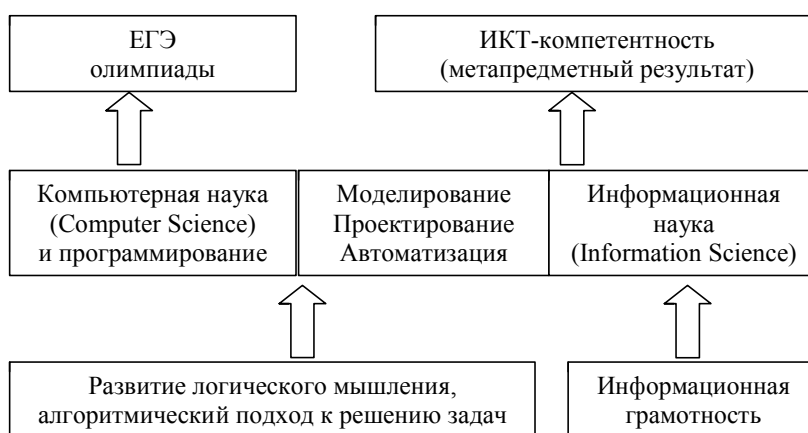 ЕГЭ
олимпиады
ИКТ-компетентность
(метапредметный результат)
Компьютерная наука
(Computer Science)
и программирование
Моделирование
Проектирование
Автоматизация
Информационная
наука
(Information Science)
Развитие логического мышления,
алгоритмический подход к решению задач
Информационная
грамотность